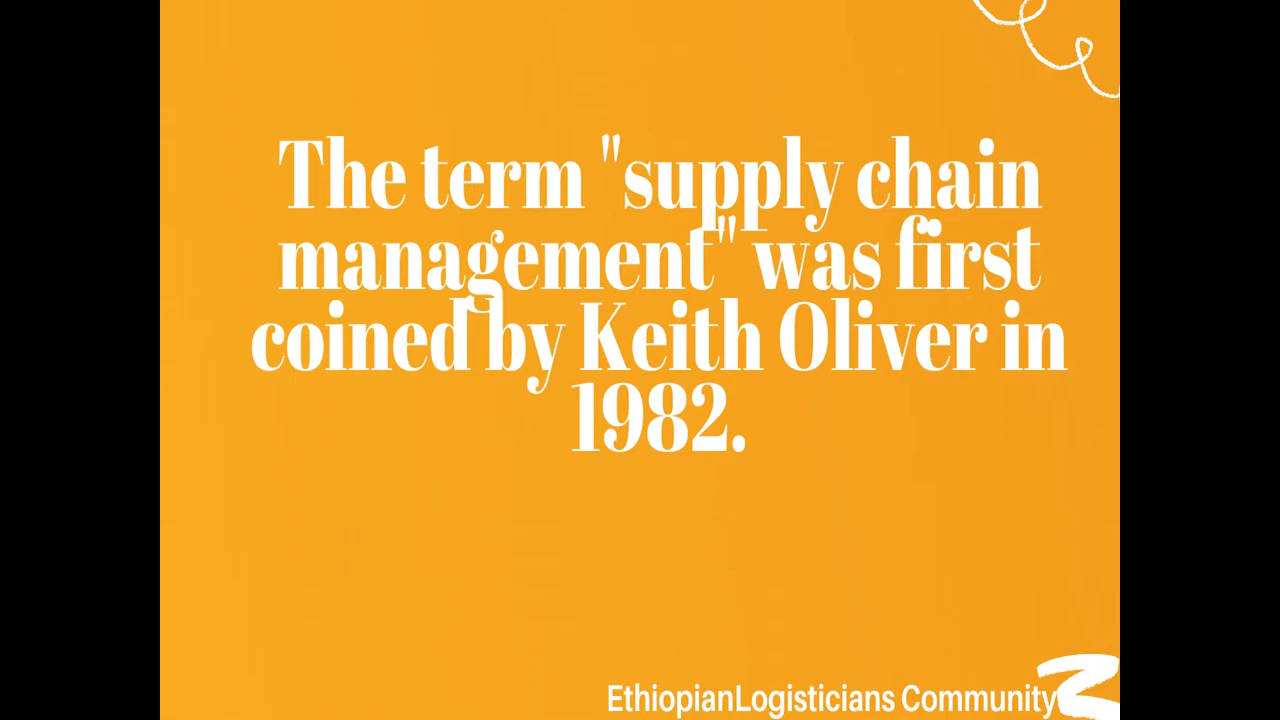 The term "supply chain
management" was first
coined by Keith Oliver in
1982.
EthiopianLogisticians Community